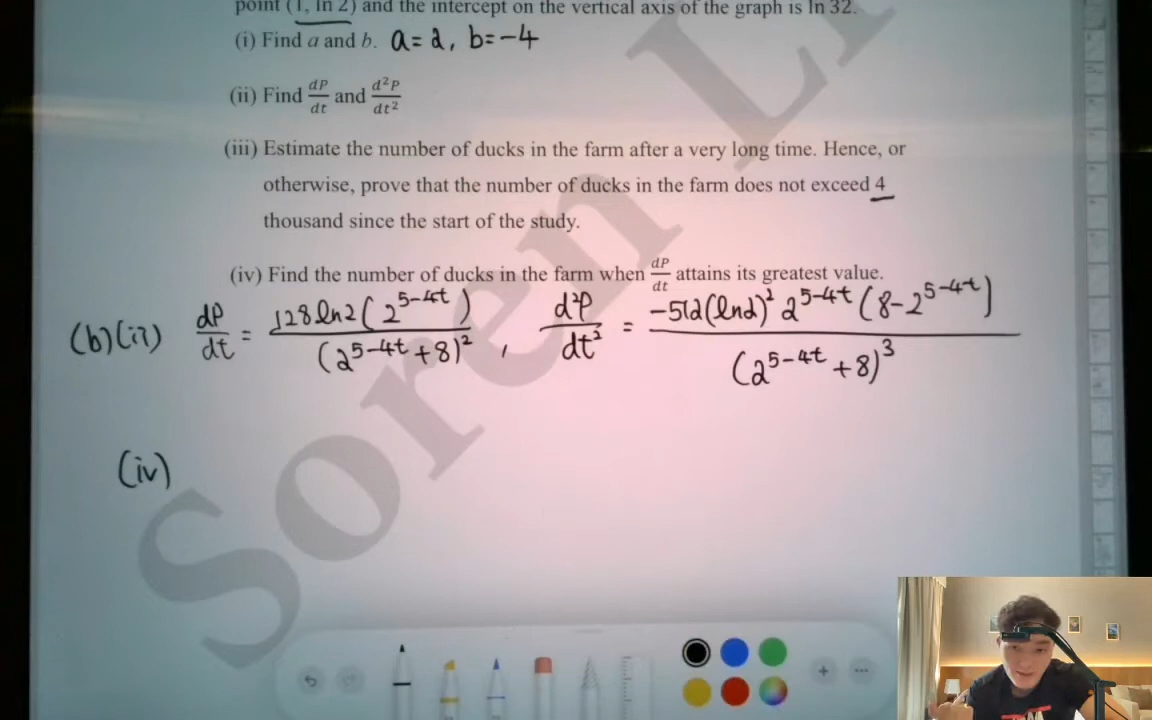 point (1, ln 2) and the intercept on the vertical axis of the graph is ln 32.
(i) Find a and b. a=2, b=-4
(ii) Find dP/dt and d²P/dt²
(iii) Estimate the number of ducks in the farm after a very long time. Hence, or
otherwise, prove that the number of ducks in the farm does not exceed 4
thousand since the start of the study.
(iv) Find the number of ducks in the farm when dP/dt attains its greatest value.
(b)(ii) dP/dt = 128 ln2 (2^(5-4t)) / (2^(5-4t) + 8)², d²P/dt² = -512(ln2)² 2^(5-4t) (8 - 2^(5-4t)) / (2^(5-4t) + 8)³
(iv)